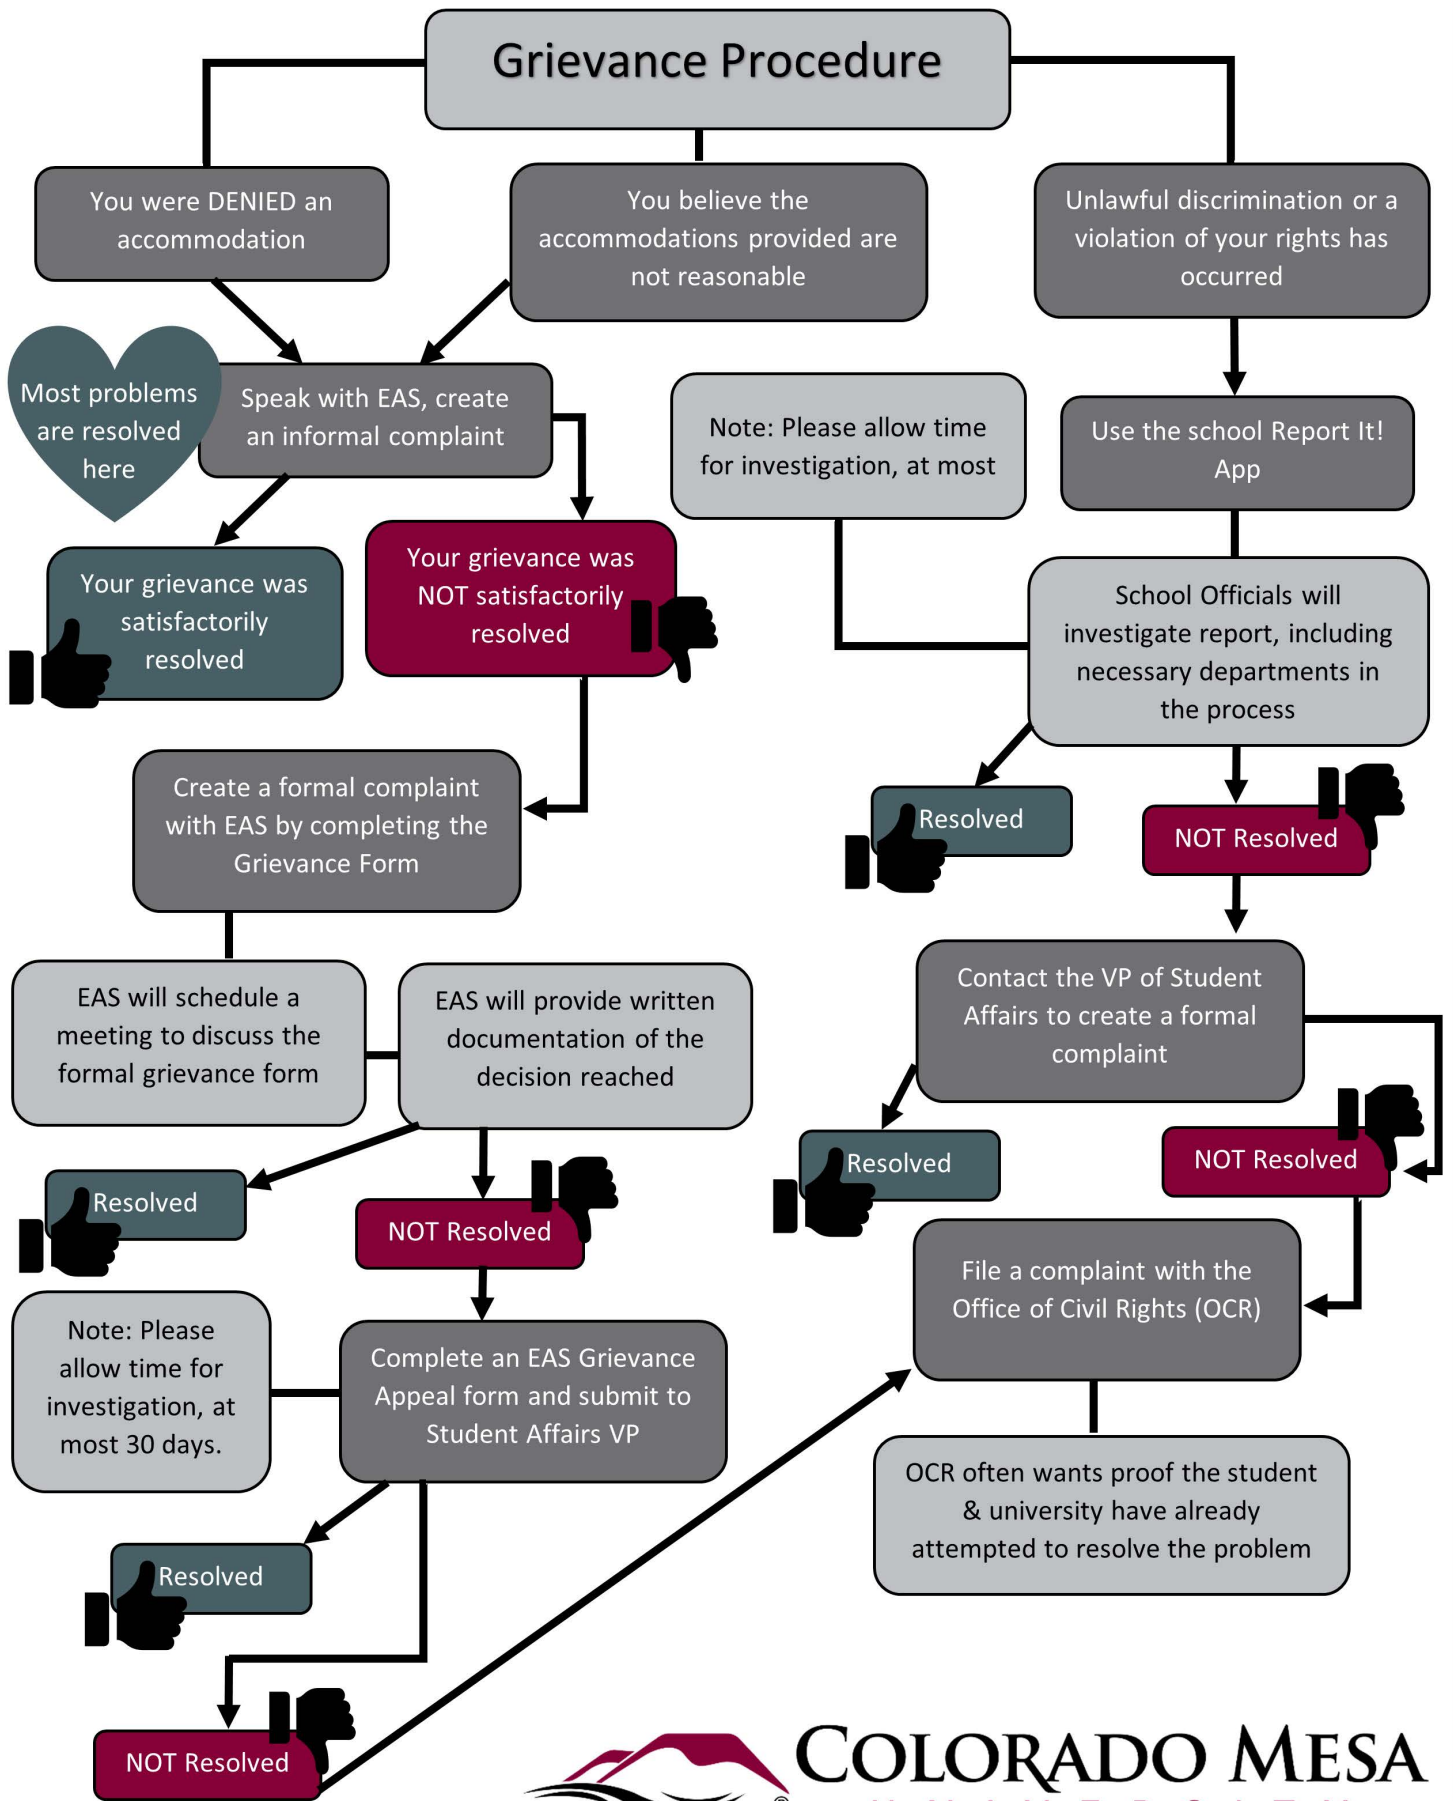 Grievance Procedure
You were DENIED an
accommodation
You believe the
accommodations provided are
not reasonable
Unlawful discrimination or a
violation of your rights has
occurred
Most problems
are resolved
here
Speak with EAS, create
an informal complaint
Note: Please allow time
for investigation, at most
Use the school Report It!
App
Your grievance was
satisfactorily
resolved
Your grievance was
NOT satisfactorily
resolved
School Officials will
investigate report, including
necessary departments in
the process
Resolved
NOT Resolved
Create a formal complaint
with EAS by completing the
Grievance Form
EAS will schedule a
meeting to discuss the
formal grievance form
EAS will provide written
documentation of the
decision reached
Contact the VP of Student
Affairs to create a formal
complaint
Resolved
NOT Resolved
Resolved
NOT Resolved
File a complaint with the
Office of Civil Rights (OCR)
Note: Please
allow time for
investigation, at
most 30 days.
Complete an EAS Grievance
Appeal form and submit to
Student Affairs VP
OCR often wants proof the student
& university have already
attempted to resolve the problem
Resolved
NOT Resolved
COLORADO MESA